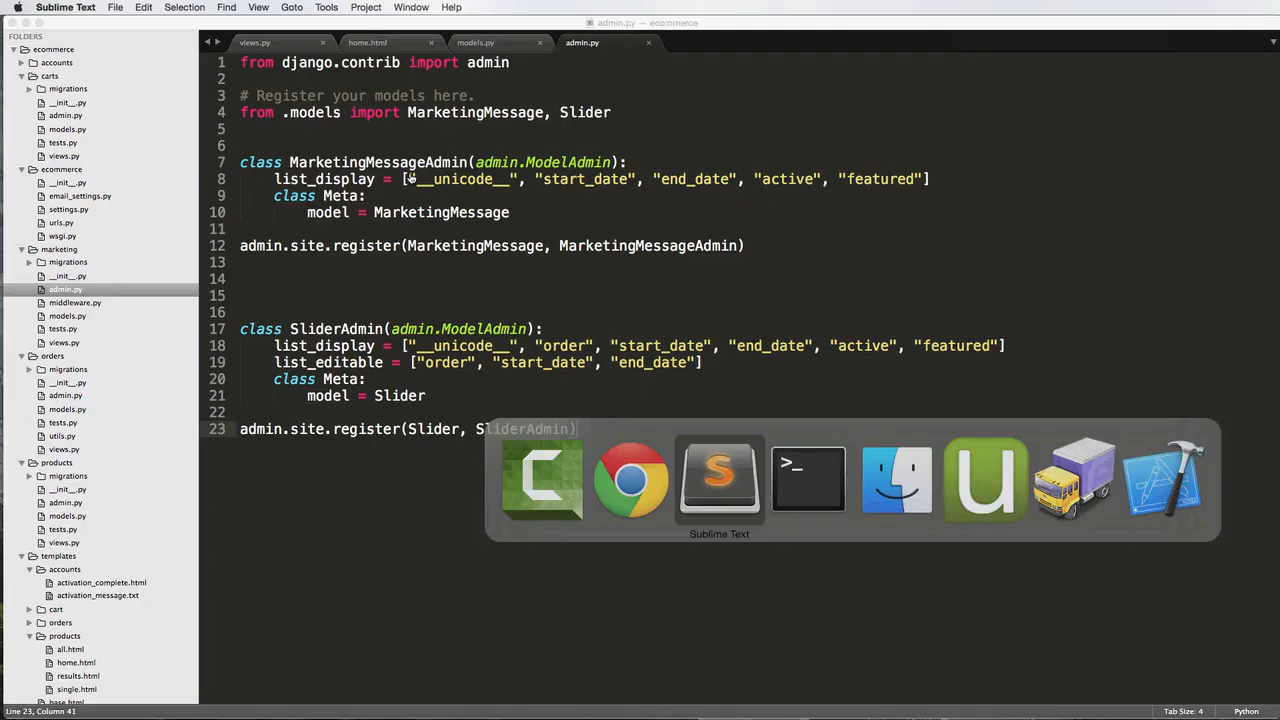 Sublime Text File Edit Selection Find View Goto Tools Project Window Help
admin.py — ecommerce
FOLDERS
ecommerce
accounts
carts
migrations
__init__.py
admin.py
models.py
tests.py
views.py
ecommerce
__init__.py
email_settings.py
settings.py
urls.py
wsgi.py
marketing
migrations
__init__.py
admin.py
middleware.py
models.py
tests.py
views.py
orders
migrations
__init__.py
admin.py
models.py
tests.py
utils.py
views.py
products
migrations
__init__.py
admin.py
models.py
tests.py
views.py
templates
accounts
activation_complete.html
activation_message.txt
cart
orders
products
all.html
home.html
results.html
single.html
base.html
views.py home.html models.py admin.py
1 from django.contrib import admin
2
3 # Register your models here.
4 from .models import MarketingMessage, Slider
5
6
7 class MarketingMessageAdmin(admin.ModelAdmin):
8 list_display = ["__unicode__", "start_date", "end_date", "active", "featured"]
9 class Meta:
10 model = MarketingMessage
11
12 admin.site.register(MarketingMessage, MarketingMessageAdmin)
13
14
15
16
17 class SliderAdmin(admin.ModelAdmin):
18 list_display = ["__unicode__", "order", "start_date", "end_date", "active", "featured"]
19 list_editable = ["order", "start_date", "end_date"]
20 class Meta:
21 model = Slider
22
23 admin.site.register(Slider, SliderAdmin)
Sublime Text
Line 23, Column 41 Tab Size: 4 Python